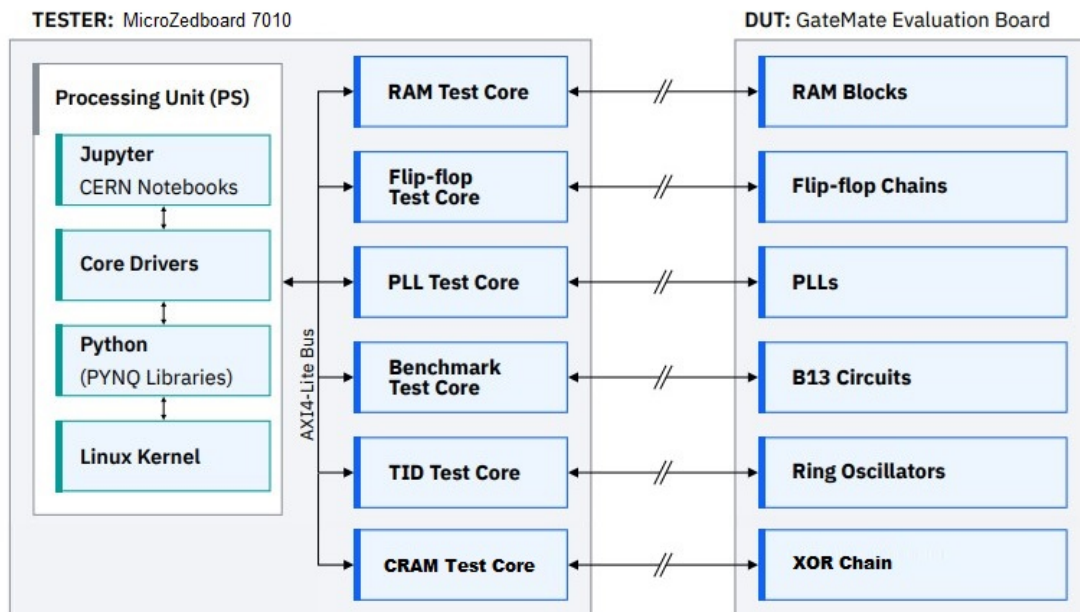 TESTER: MicroZedboard 7010
DUT: GateMate Evaluation Board
Processing Unit (PS)
Jupyter
CERN Notebooks
Core Drivers
Python
(PYNQ Libraries)
Linux Kernel
AXI4-Lite Bus
RAM Test Core
RAM Blocks
Flip-flop
Test Core
Flip-flop Chains
PLL Test Core
PLLs
Benchmark
Test Core
B13 Circuits
TID Test Core
Ring Oscillators
CRAM Test Core
XOR Chain